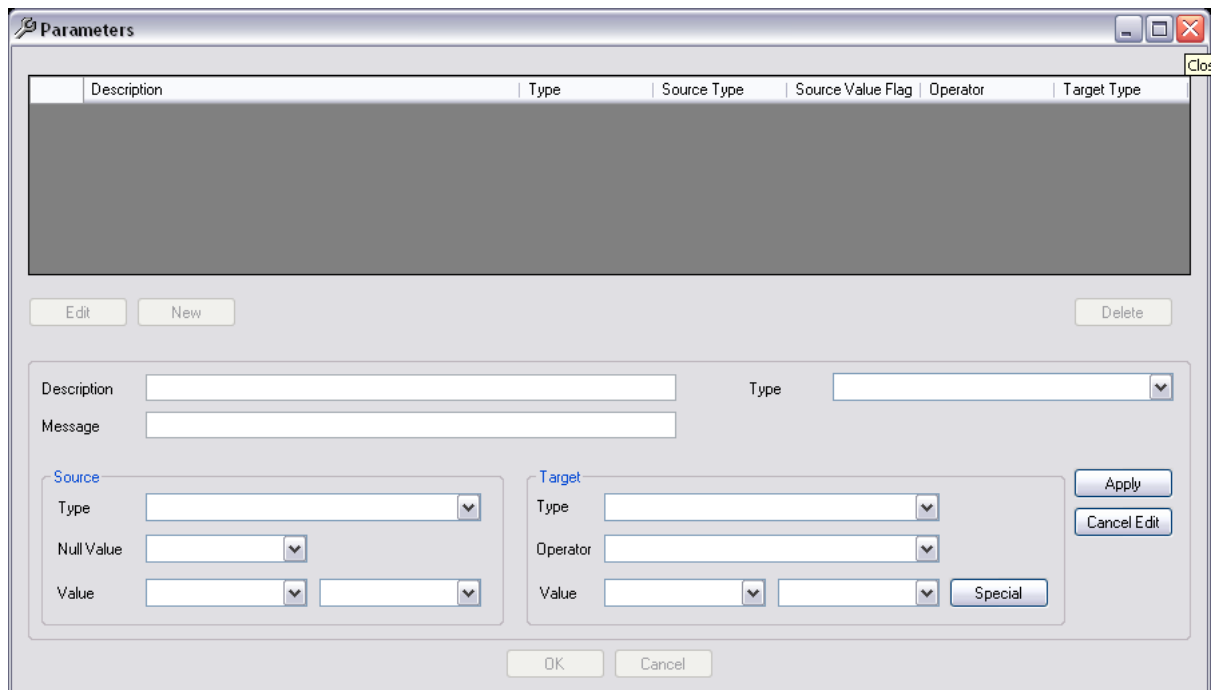 Parameters
Clos
Description Type Source Type Source Value Flag Operator Target Type
Edit New Delete
Description Type
Message
Source Target
Type Type Apply
Null Value Operator Cancel Edit
Value Value Special
OK Cancel